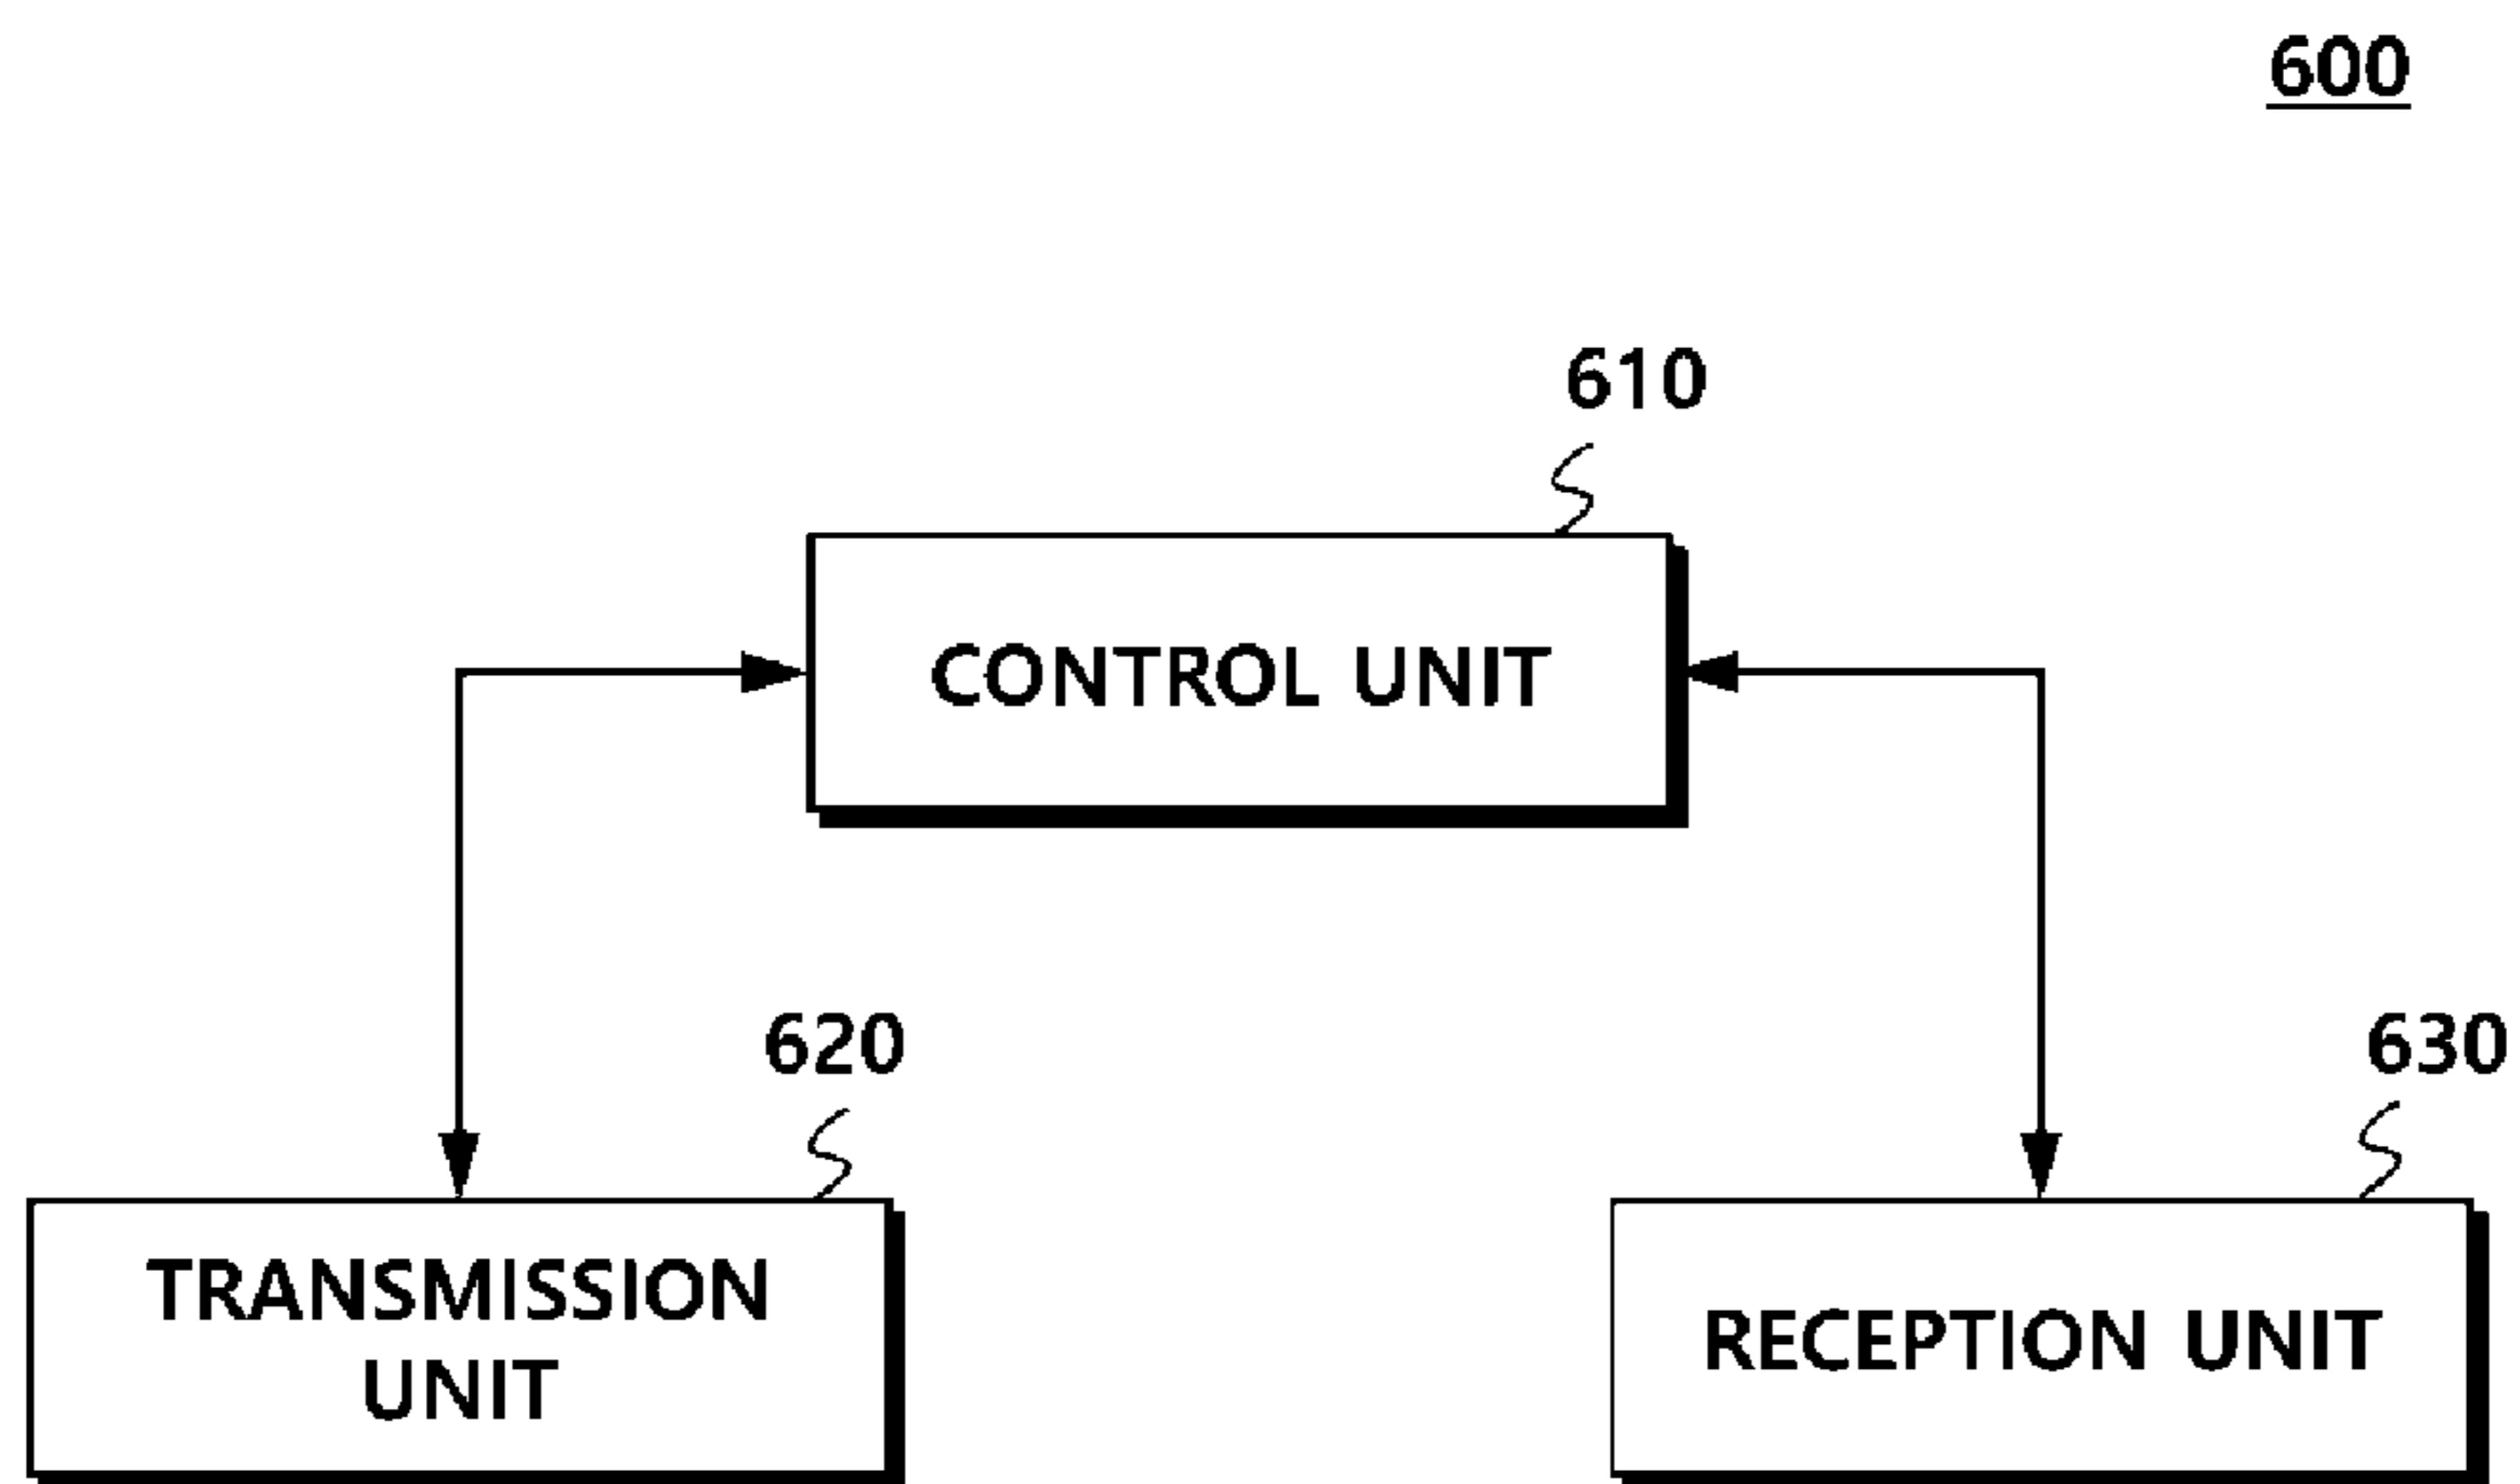 600
610
CONTROL UNIT
620
630
TRANSMISSION
UNIT
RECEPTION UNIT